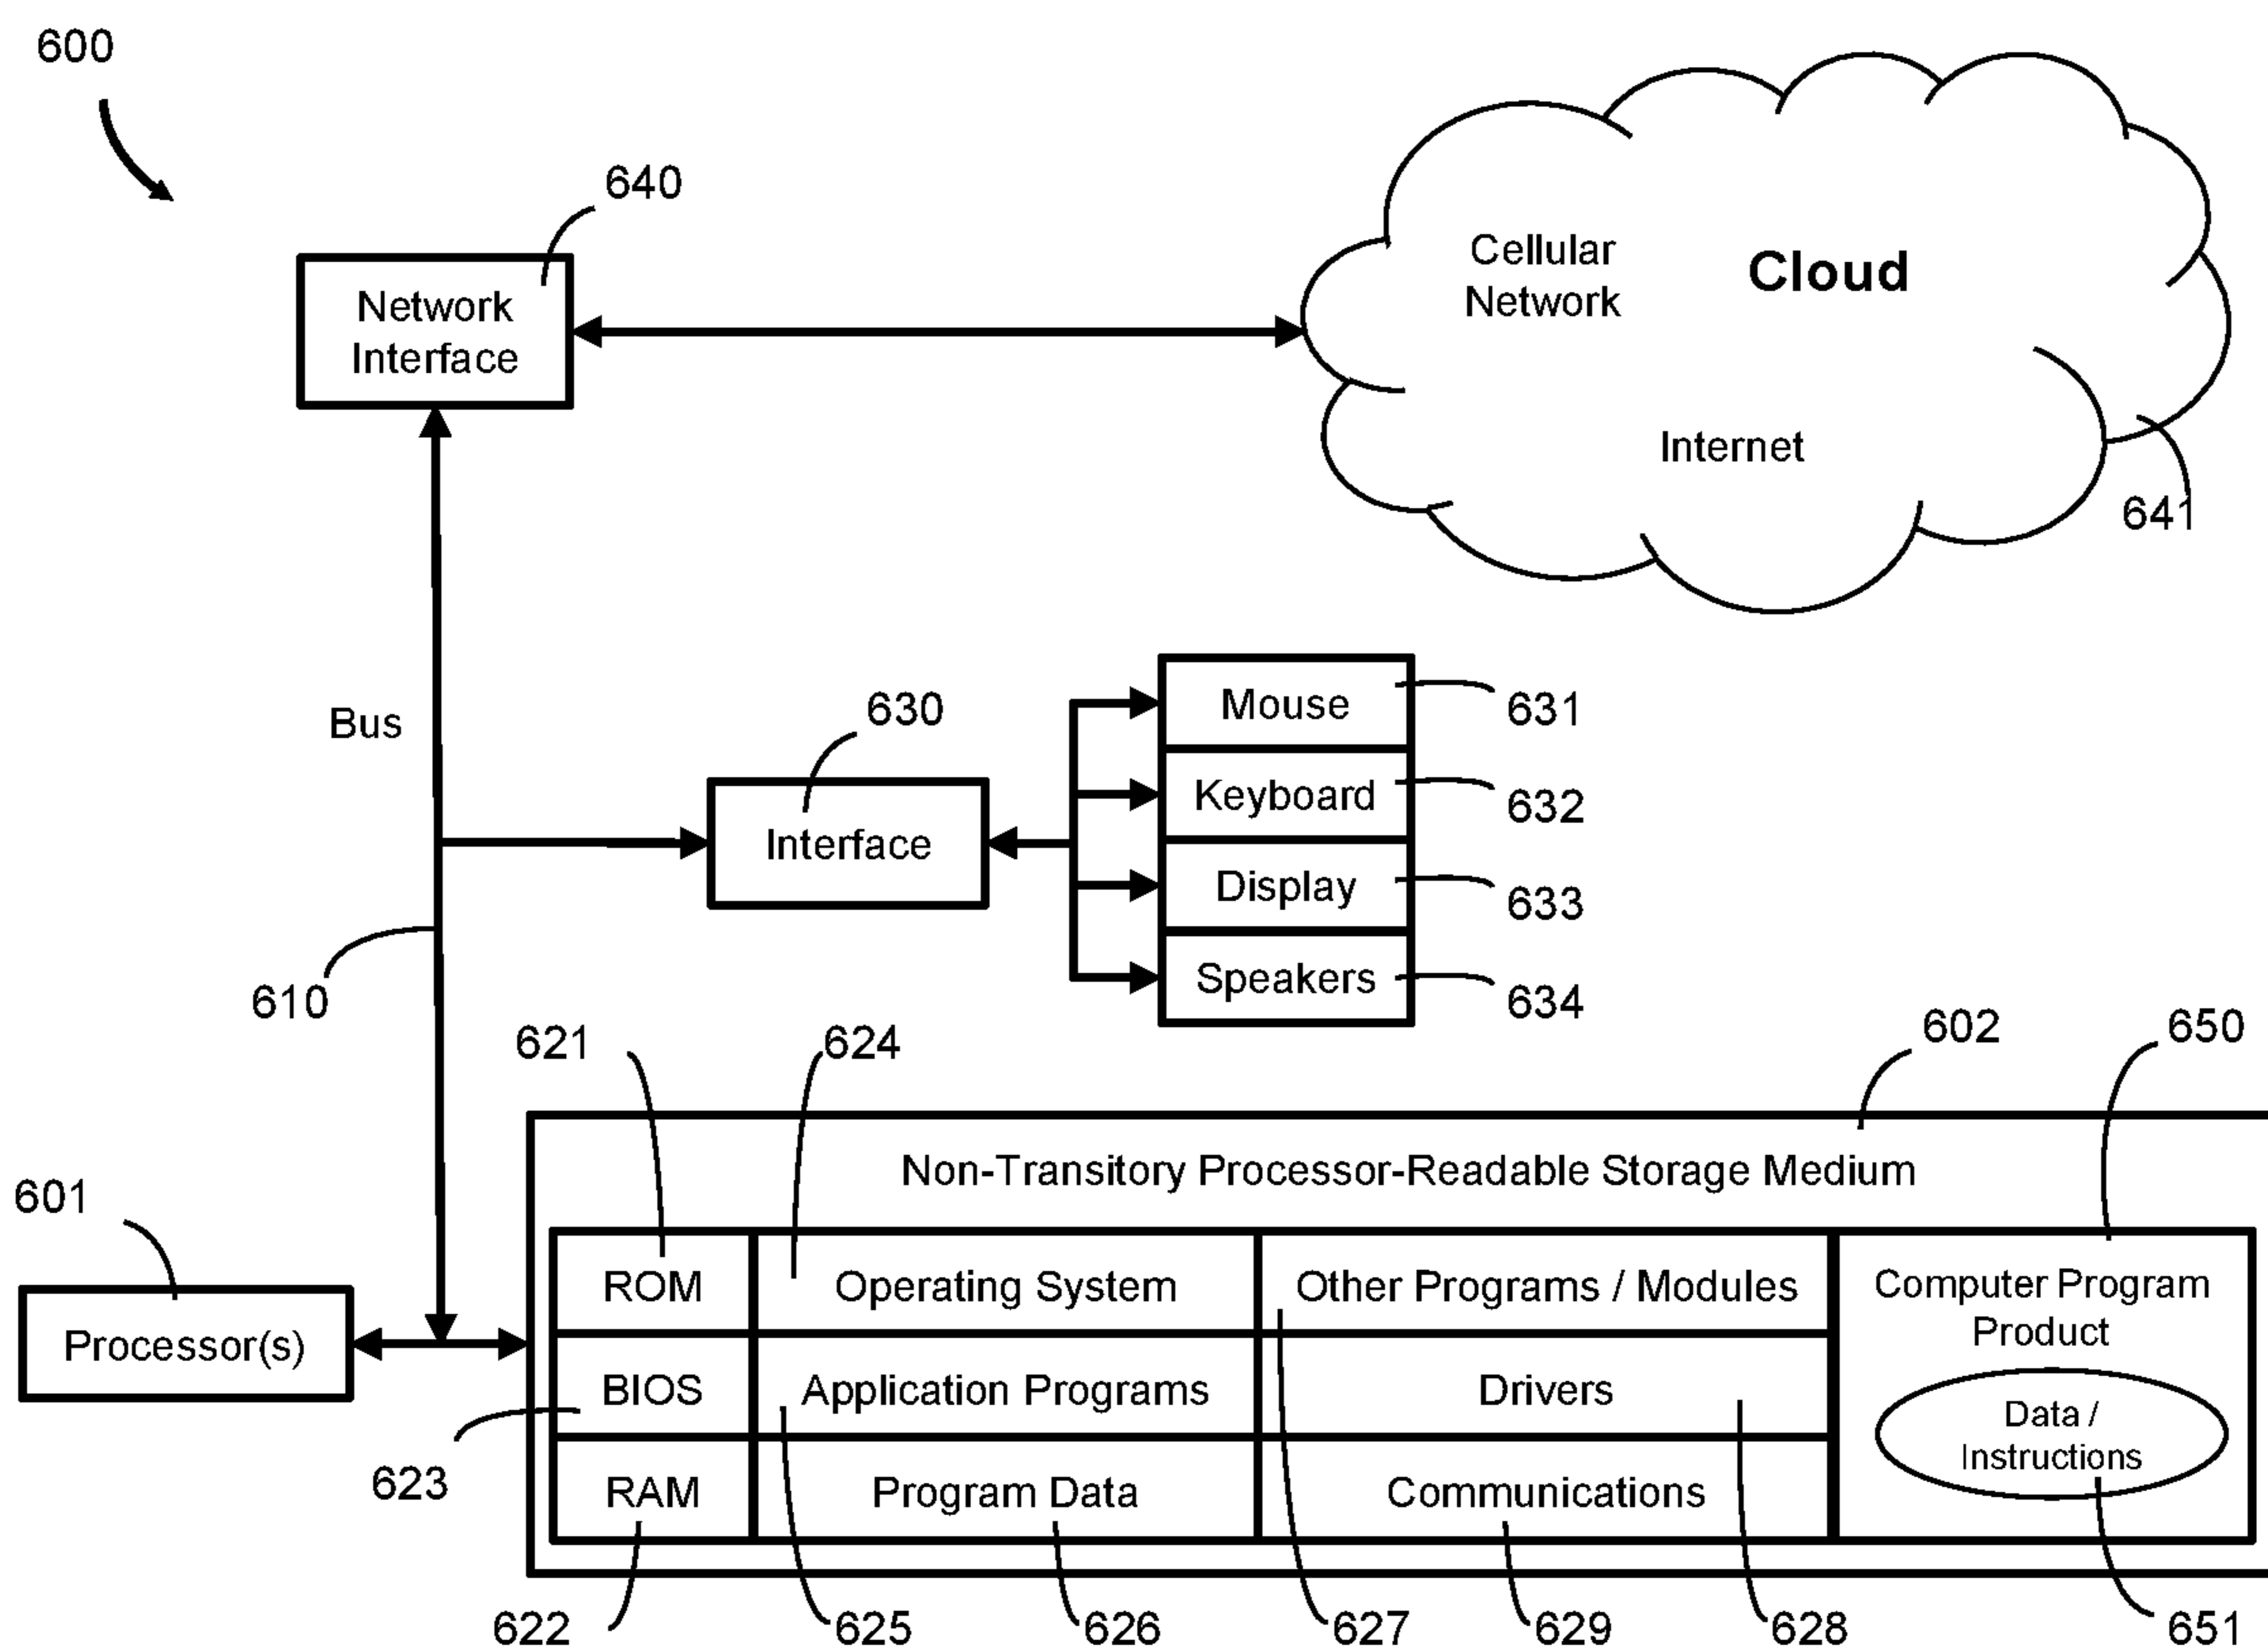 600
640
Network
Interface
Cellular
Network
Cloud
Internet
641
Bus
630
Interface
Mouse
631
Keyboard
632
Display
633
Speakers
634
610
621
624
602
650
Non-Transitory Processor-Readable Storage Medium
601
Processor(s)
ROM
Operating System
Other Programs / Modules
Computer Program
Product
BIOS
Application Programs
Drivers
Data /
Instructions
623
RAM
Program Data
Communications
622
625
626
627
629
628
651